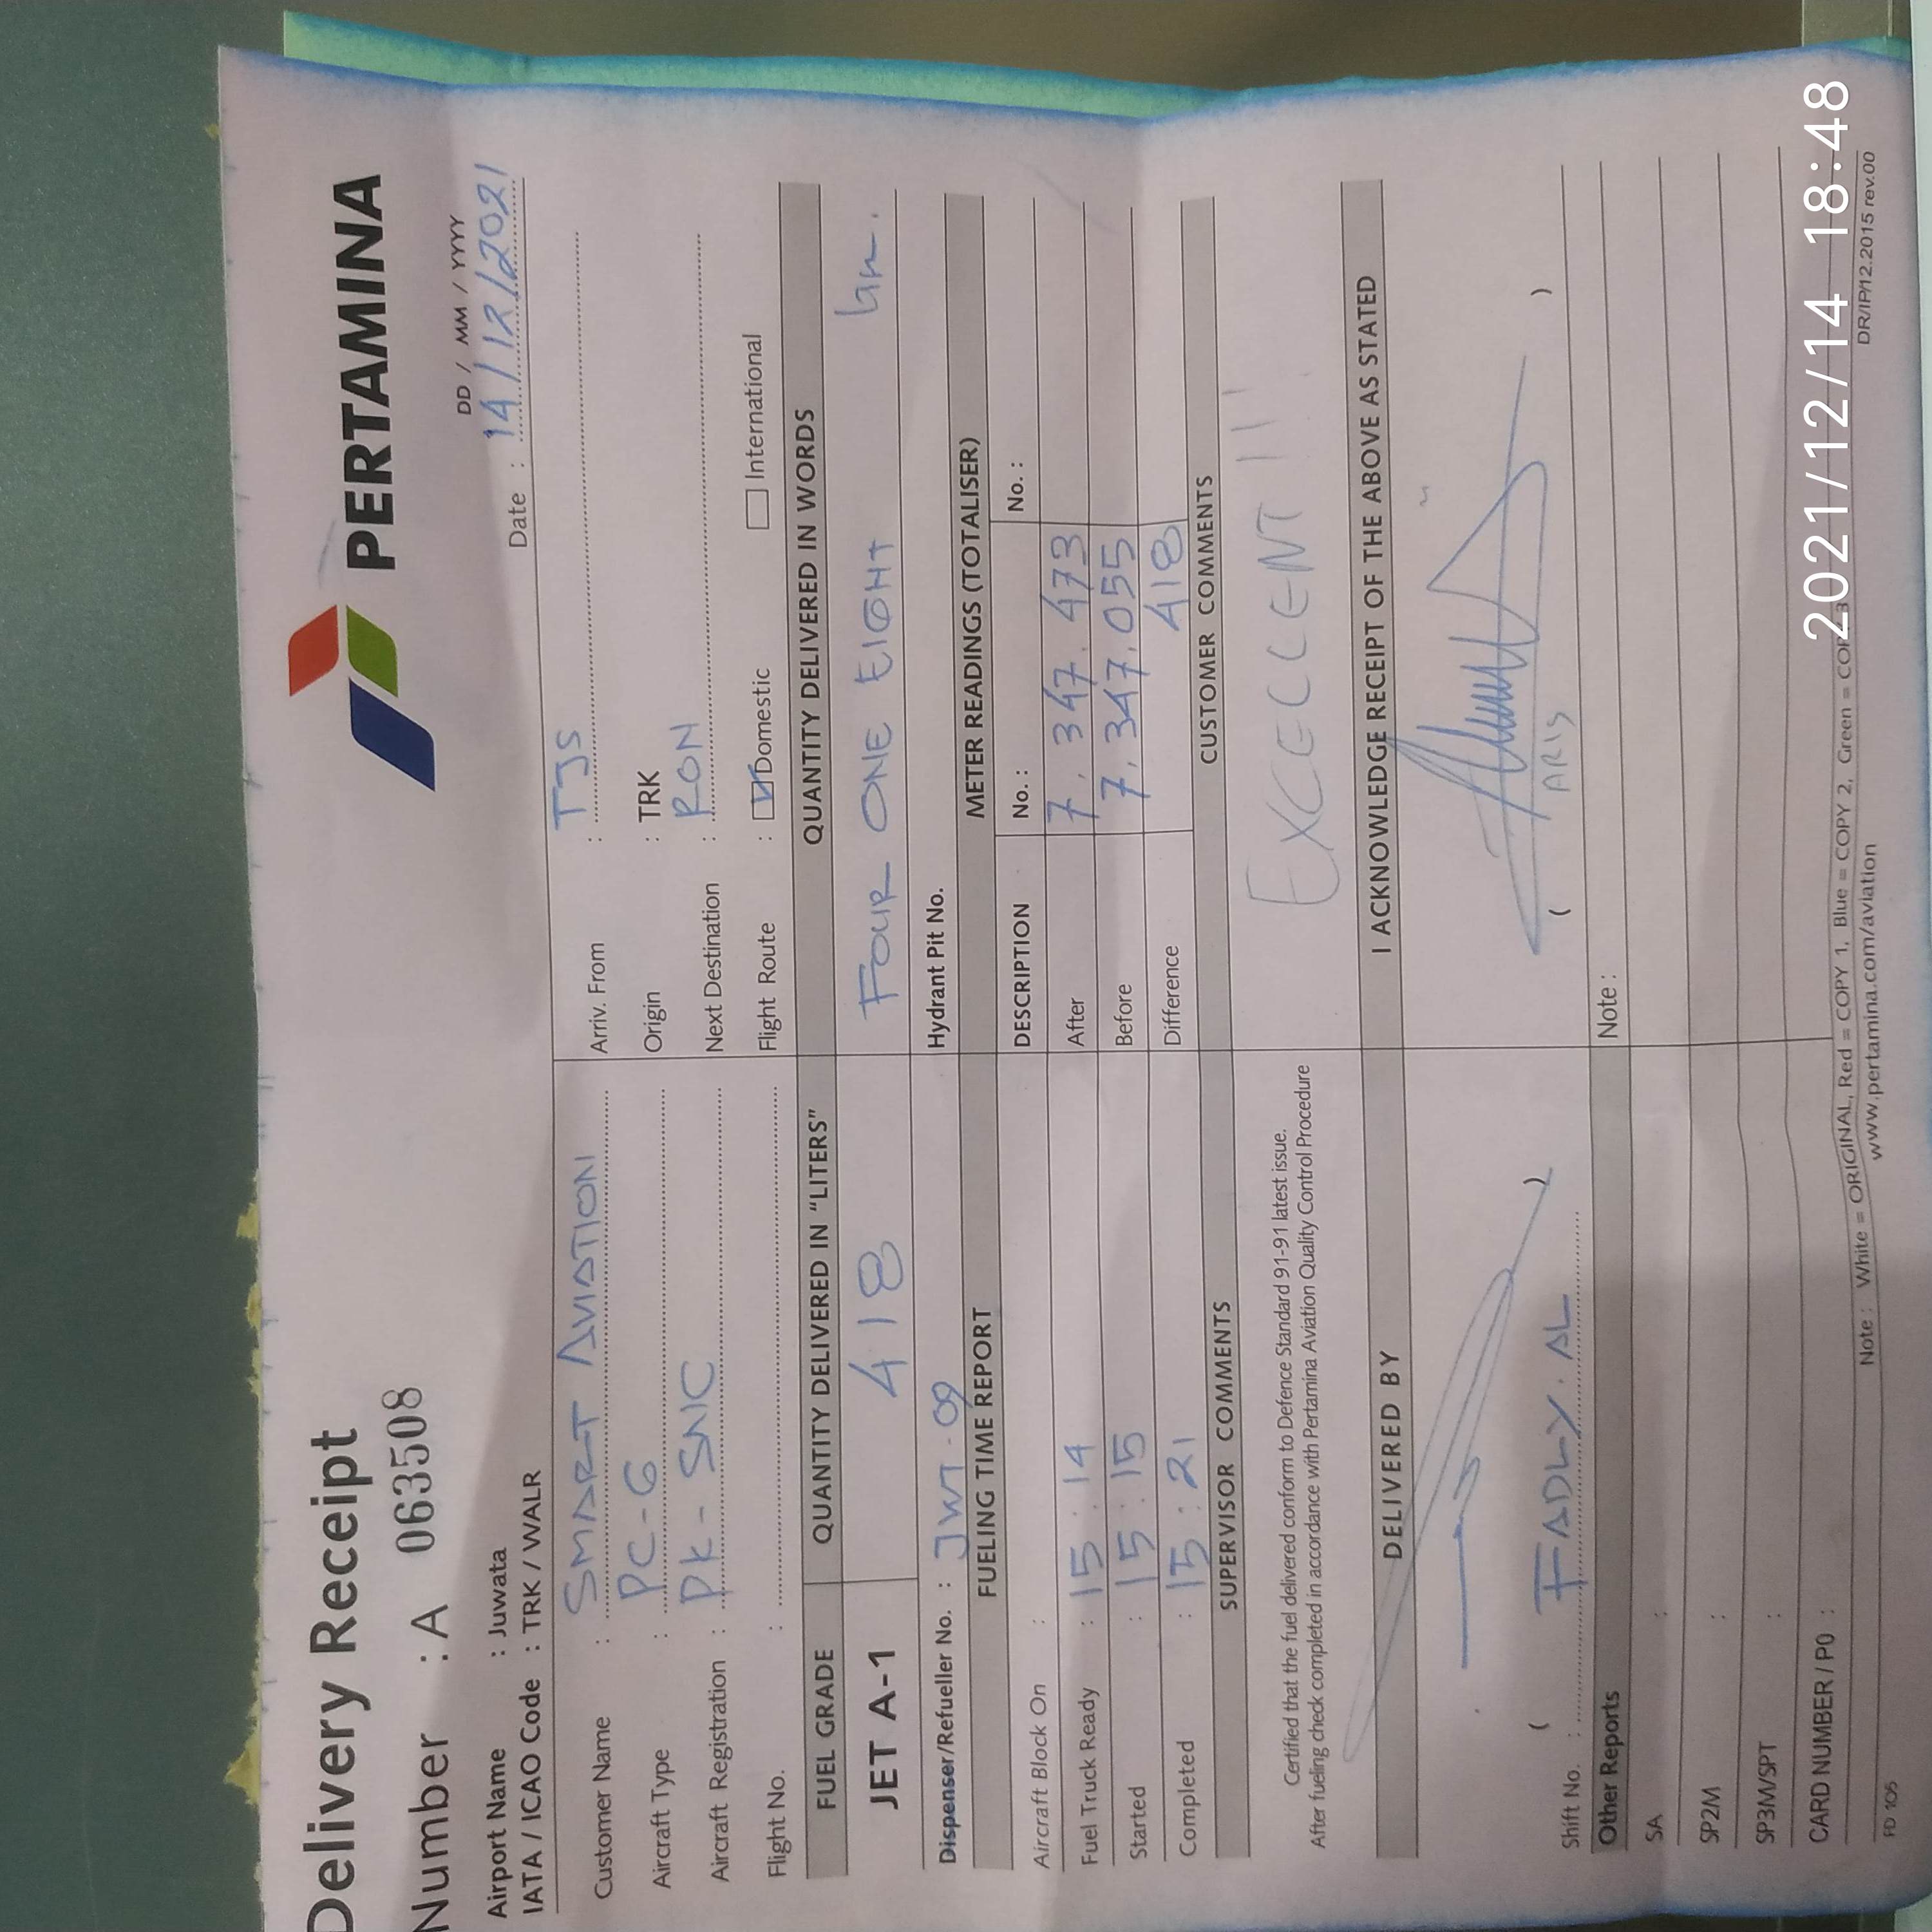 Delivery Receipt
PERTAMINA
Number : A 063508
DD / MM / YYYY
Airport Name : Juwata
Date : 14/12/2021
IATA / ICAO Code : TRK / WALR
Customer Name : SMART AVIATION
Arriv. From : TJS
Aircraft Type : PC-6
Origin : TRK
Aircraft Registration : PK - SNC
Next Destination : RON
Flight No. :
Flight Route : Domestic International
FUEL GRADE QUANTITY DELIVERED IN "LITERS" QUANTITY DELIVERED IN WORDS
JET A-1 418 FOUR ONE EIGHT
Dispenser/Refueller No. : JWT-09 Hydrant Pit No.
FUELING TIME REPORT METER READINGS (TOTALISER)
Aircraft Block On : DESCRIPTION No. : No. :
Fuel Truck Ready : 15 : 14 After 7. 347. 473
Started : 15 : 15 Before 7. 347. 055
Completed : 15 : 21 Difference 418
SUPERVISOR COMMENTS CUSTOMER COMMENTS
Certified that the fuel delivered conform to Defence Standard 91-91 latest issue.
After fueling check completed in accordance with Pertamina Aviation Quality Control Procedure
EXCECCENT !!!
DELIVERED BY I ACKNOWLEDGE RECEIPT OF THE ABOVE AS STATED
( FADLY. AL )
( ARIS )
Shift No. :
Other Reports Note :
SA :
SP2M :
SP3M/SPT :
CARD NUMBER / PO :
Note : White = ORIGINAL, Red = COPY 1, Blue = COPY 2, Green = COPY 3
FD 105 www.pertamina.com/aviation DR/IP/12.2015 rev.00
2021/12/14 18:48